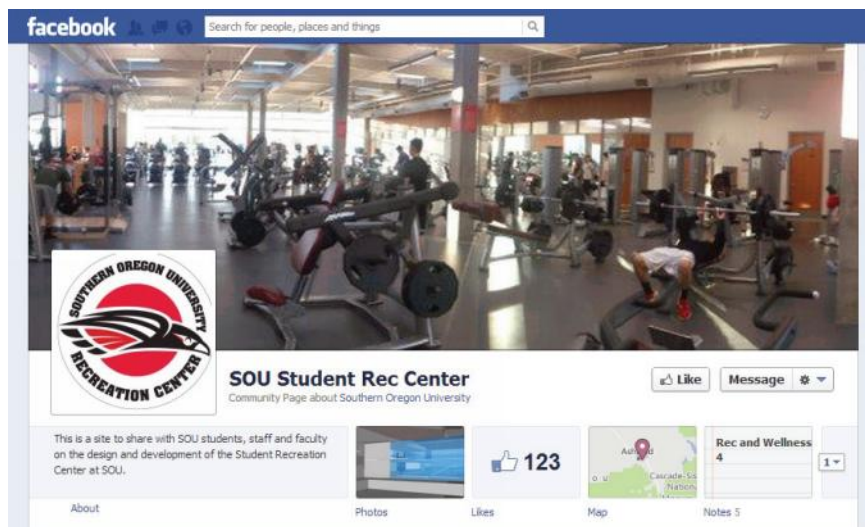 facebook
Search for people, places and things
SOUTHERN OREGON UNIVERSITY
RECREATION CENTER
SOU Student Rec Center
Community Page about Southern Oregon University
Like
Message
This is a site to share with SOU students, staff and faculty
on the design and development of the Student Recreation
Center at SOU.
About
Photos
123
Likes
Map
Rec and Wellness
4
1
Notes 5